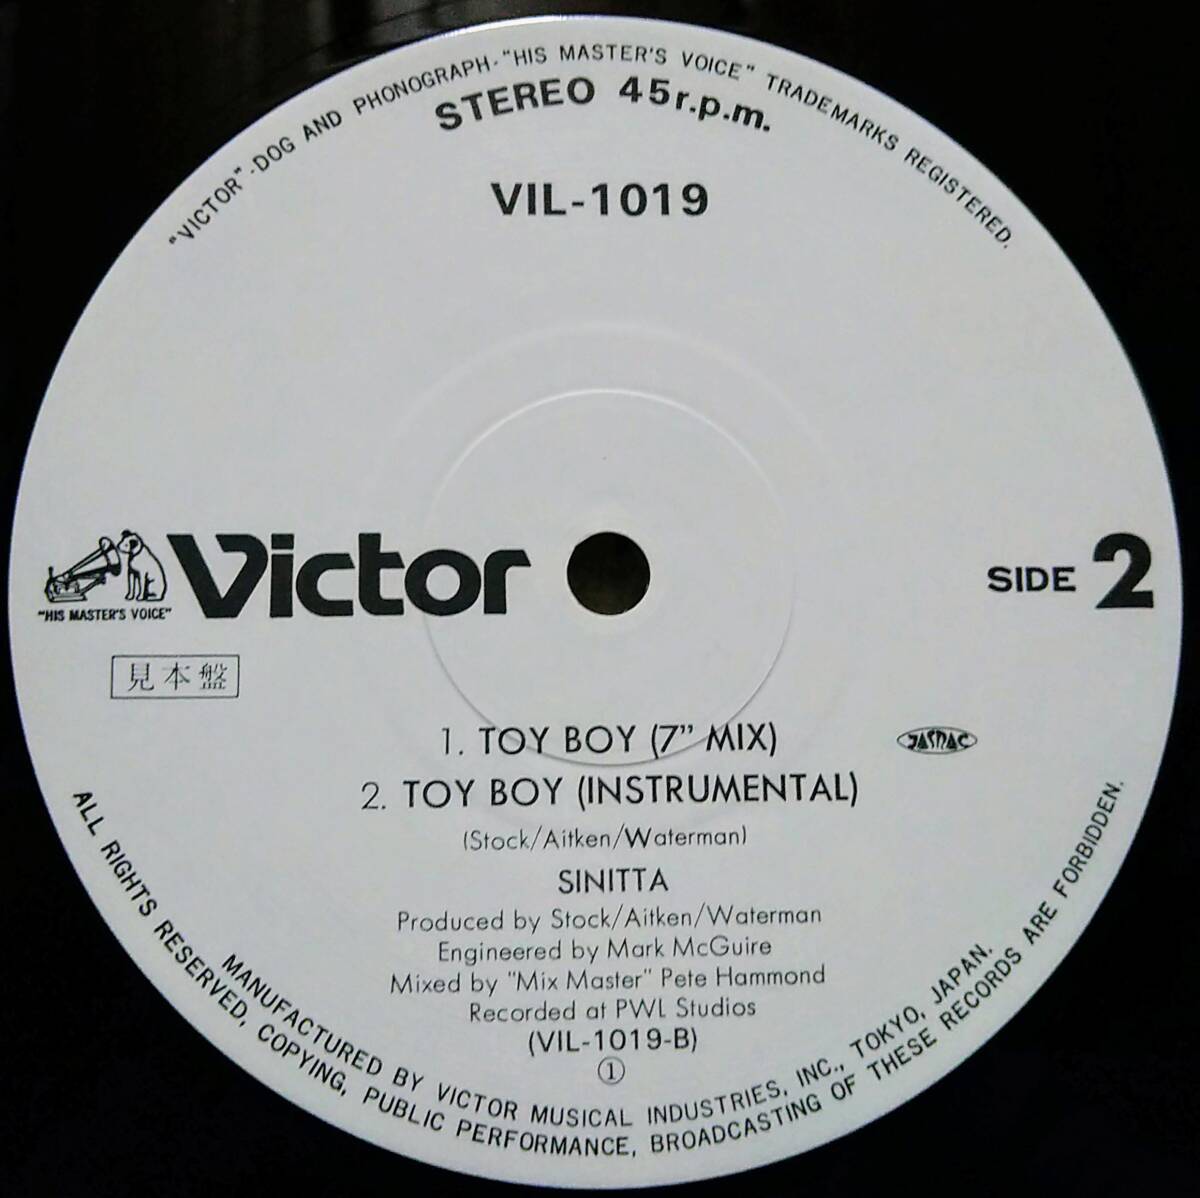 "VICTOR"-DOG AND PHONOGRAPH-"HIS MASTER'S VOICE" TRADEMARKS REGISTERED.
STEREO 45r.p.m.
VIL-1019
"HIS MASTER'S VOICE"
Victor
SIDE 2
見本盤
1. TOY BOY (7” MIX)
JASRAC
2. TOY BOY (INSTRUMENTAL)
(Stock/Aitken/Waterman)
SINITTA
Produced by Stock/Aitken/Waterman
Engineered by Mark McGuire
Mixed by "Mix Master" Pete Hammond
Recorded at PWL Studios
(VIL-1019-B)
①
MANUFACTURED BY VICTOR MUSICAL INDUSTRIES, INC., TOKYO, JAPAN.
ALL RIGHTS RESERVED, COPYING, PUBLIC PERFORMANCE, BROADCASTING OF THESE RECORDS ARE FORBIDDEN.